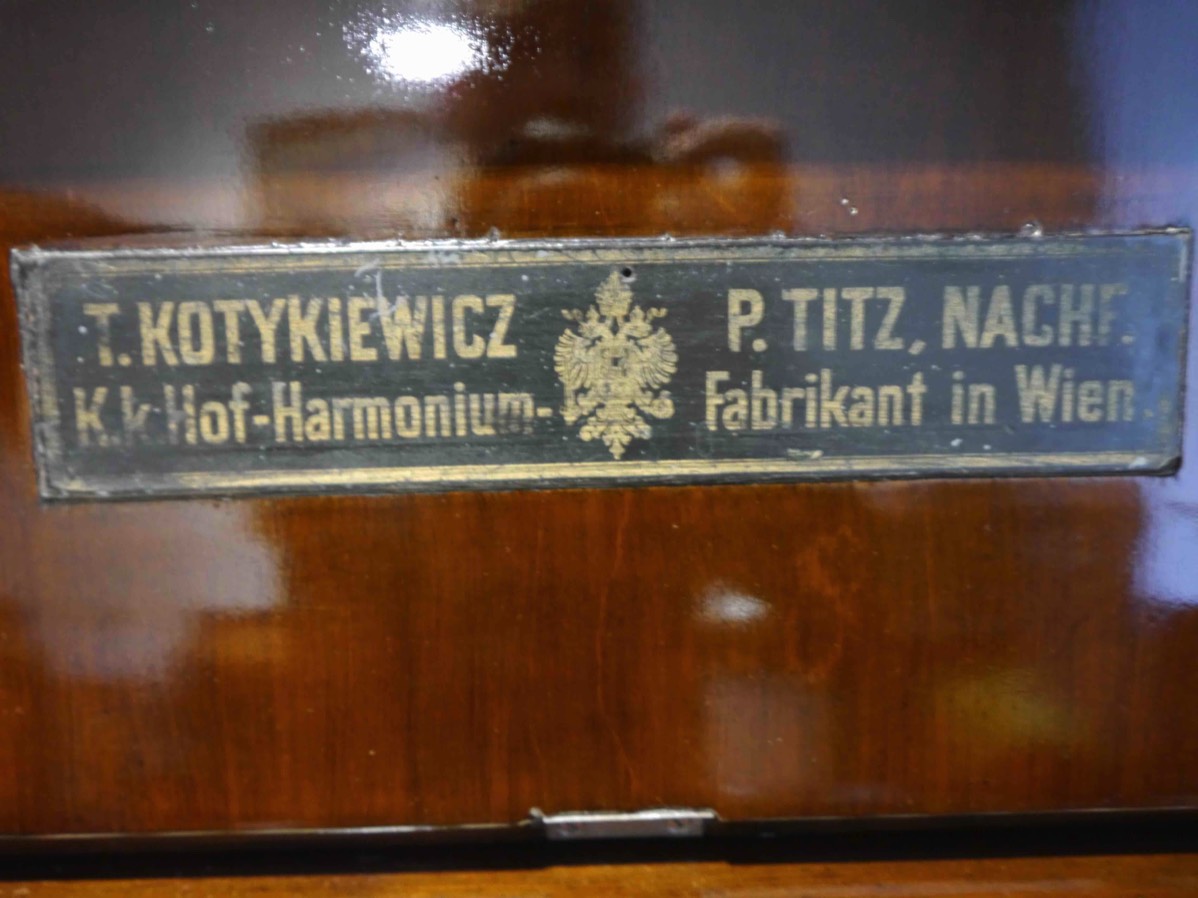 T. KOTYKIEWICZ P. TITZ, NACHF.
K.k Hof-Harmonium- Fabrikant in Wien.